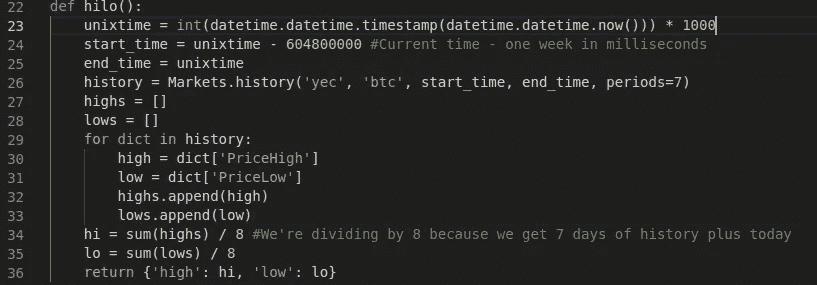 22 def hilo():
23     unixtime = int(datetime.datetime.timestamp(datetime.datetime.now())) * 1000
24     start_time = unixtime - 604800000 #Current time - one week in milliseconds
25     end_time = unixtime
26     history = Markets.history('yec', 'btc', start_time, end_time, periods=7)
27     highs = []
28     lows = []
29     for dict in history:
30         high = dict['PriceHigh']
31         low = dict['PriceLow']
32         highs.append(high)
33         lows.append(low)
34     hi = sum(highs) / 8 #We're dividing by 8 because we get 7 days of history plus today
35     lo = sum(lows) / 8
36     return {'high': hi, 'low': lo}